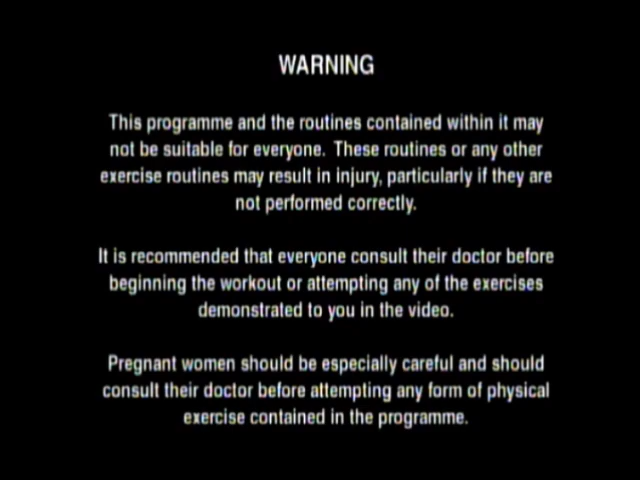 WARNING
This programme and the routines contained within it may
not be suitable for everyone. These routines or any other
exercise routines may result in injury, particularly if they are
not performed correctly.
It is recommended that everyone consult their doctor before
beginning the workout or attempting any of the exercises
demonstrated to you in the video.
Pregnant women should be especially careful and should
consult their doctor before attempting any form of physical
exercise contained in the programme.